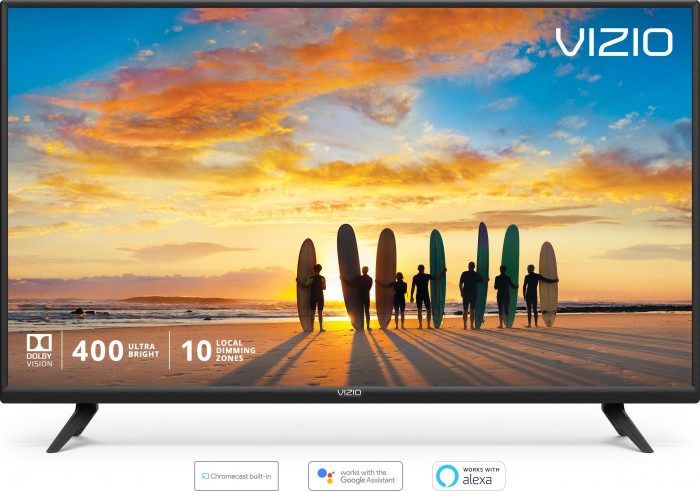 VIZIO
DOLBY
VISION
400 ULTRA
BRIGHT
10 LOCAL
DIMMING
ZONES
VIZIO
Chromecast built-in
works with the
Google Assistant
WORKS WITH
alexa